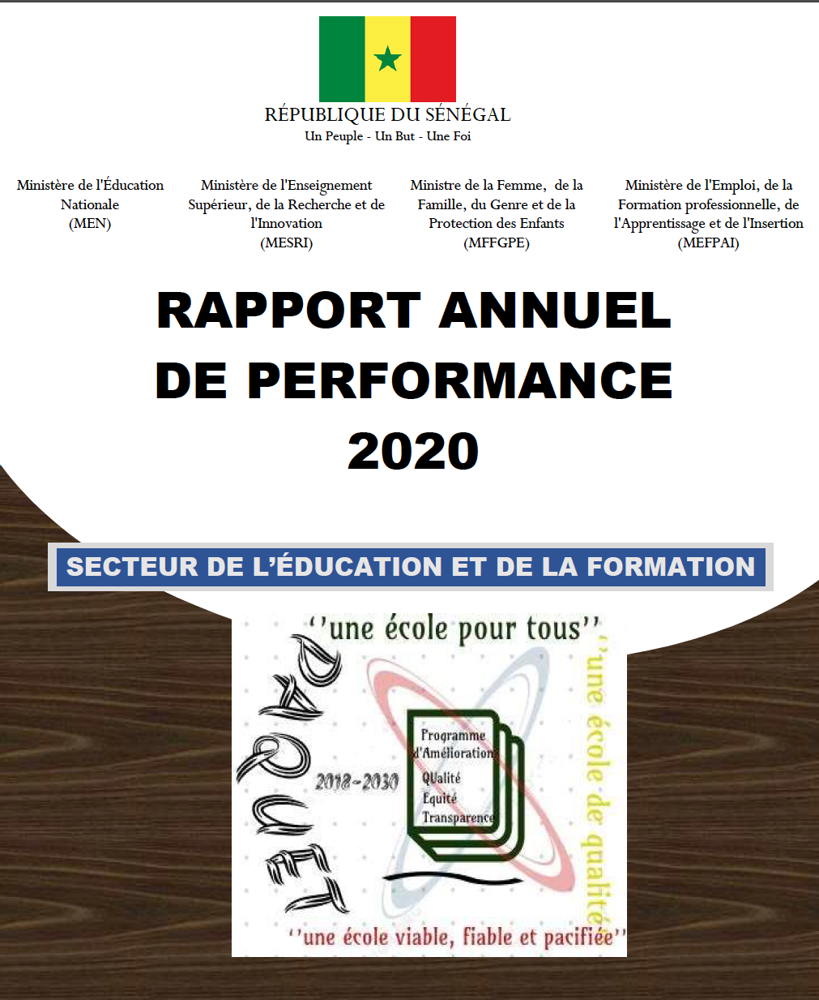 RÉPUBLIQUE DU SÉNÉGAL
Un Peuple - Un But - Une Foi
Ministère de l'Éducation
Nationale
(MEN)
Ministère de l'Enseignement
Supérieur, de la Recherche et de
l'Innovation
(MESRI)
Ministre de la Femme, de la
Famille, du Genre et de la
Protection des Enfants
(MFFGPE)
Ministère de l'Emploi, de la
Formation professionnelle, de
l'Apprentissage et de l'Insertion
(MEFPAI)
RAPPORT ANNUEL
DE PERFORMANCE
2020
SECTEUR DE L’ÉDUCATION ET DE LA FORMATION
‘’une école pour tous’’
PAQUET
2018-2030
Programme
d'Amélioration
QUalité
Equité
Transparence
‘’une école de qualité’’
‘’une école viable, fiable et pacifiée’’